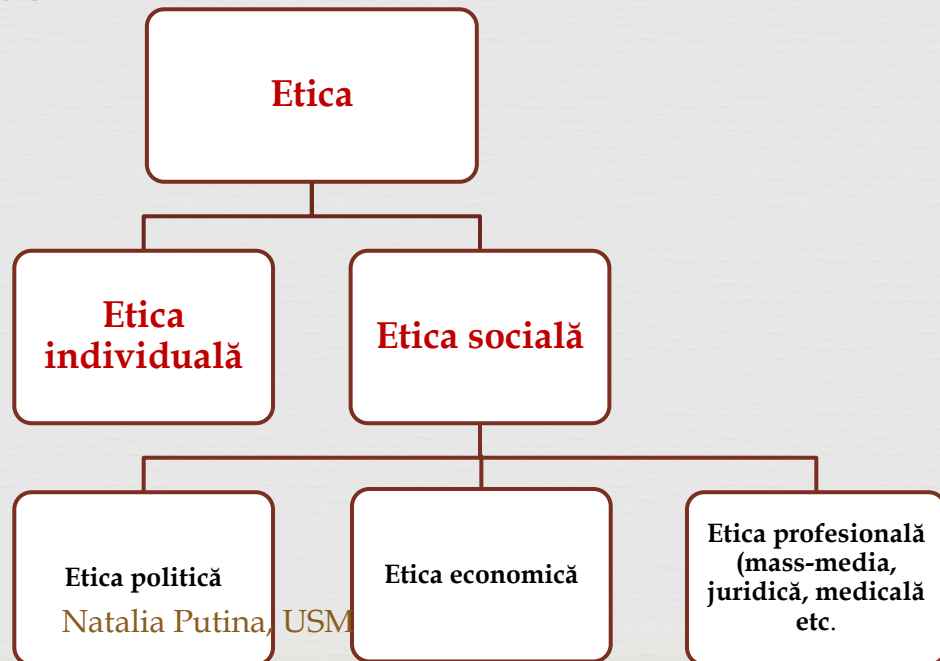 Etica
Etica
individuală
Etica socială
Etica politică
Etica economică
Etica profesională
(mass-media,
juridică, medicală
etc.
Natalia Putina, USM